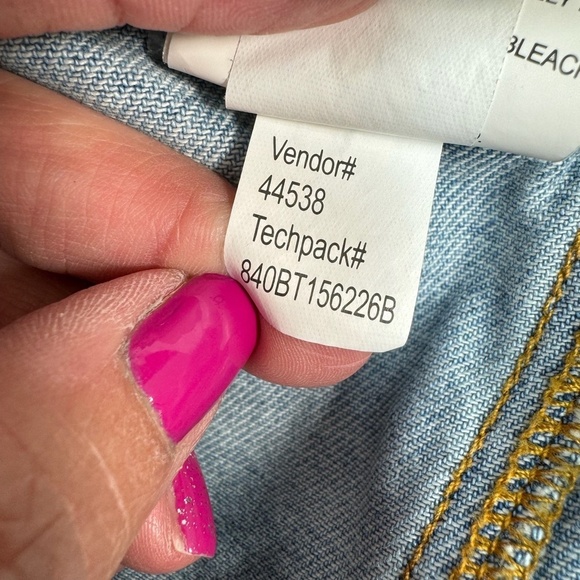 BLEACH
Vendor#
44538
Techpack#
840BT156226B